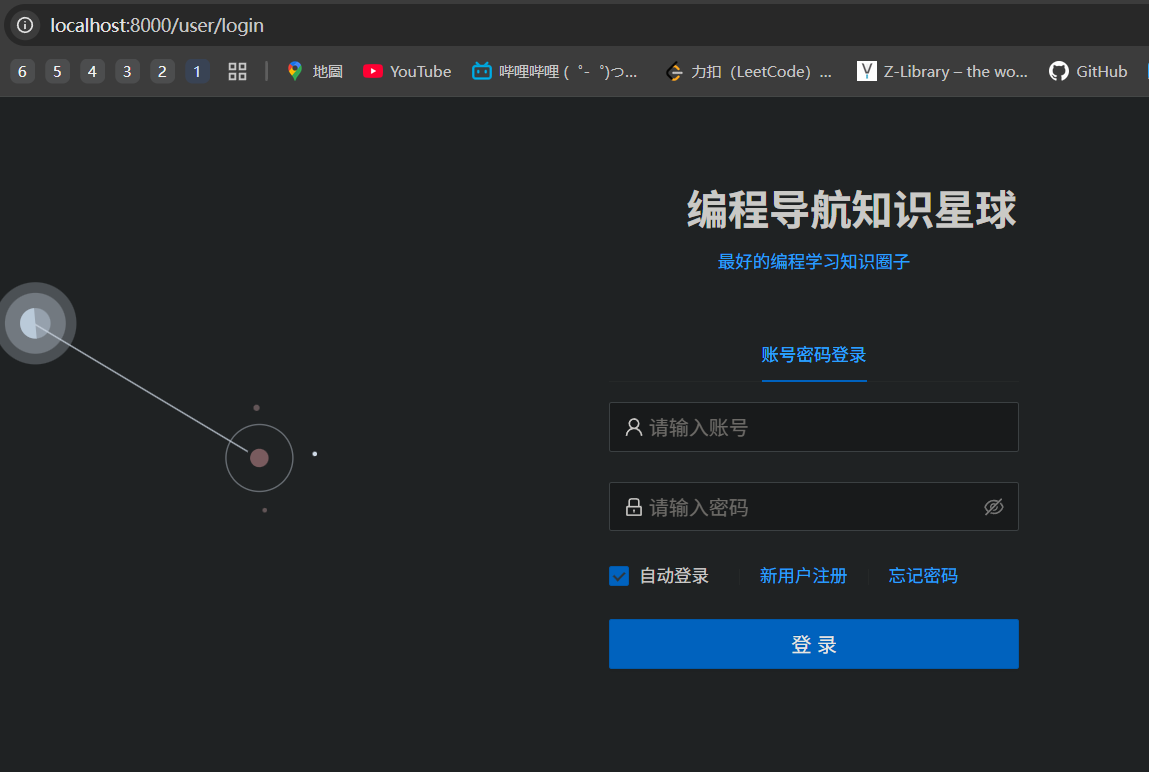 localhost:8000/user/login
6 5 4 3 2 1 地圖 YouTube 哔哩哔哩 ( ゜- ゜)つ... 力扣（LeetCode）... Z-Library – the wo... GitHub
编程导航知识星球
最好的编程学习知识圈子
账号密码登录
请输入账号
请输入密码
自动登录 新用户注册 忘记密码
登 录